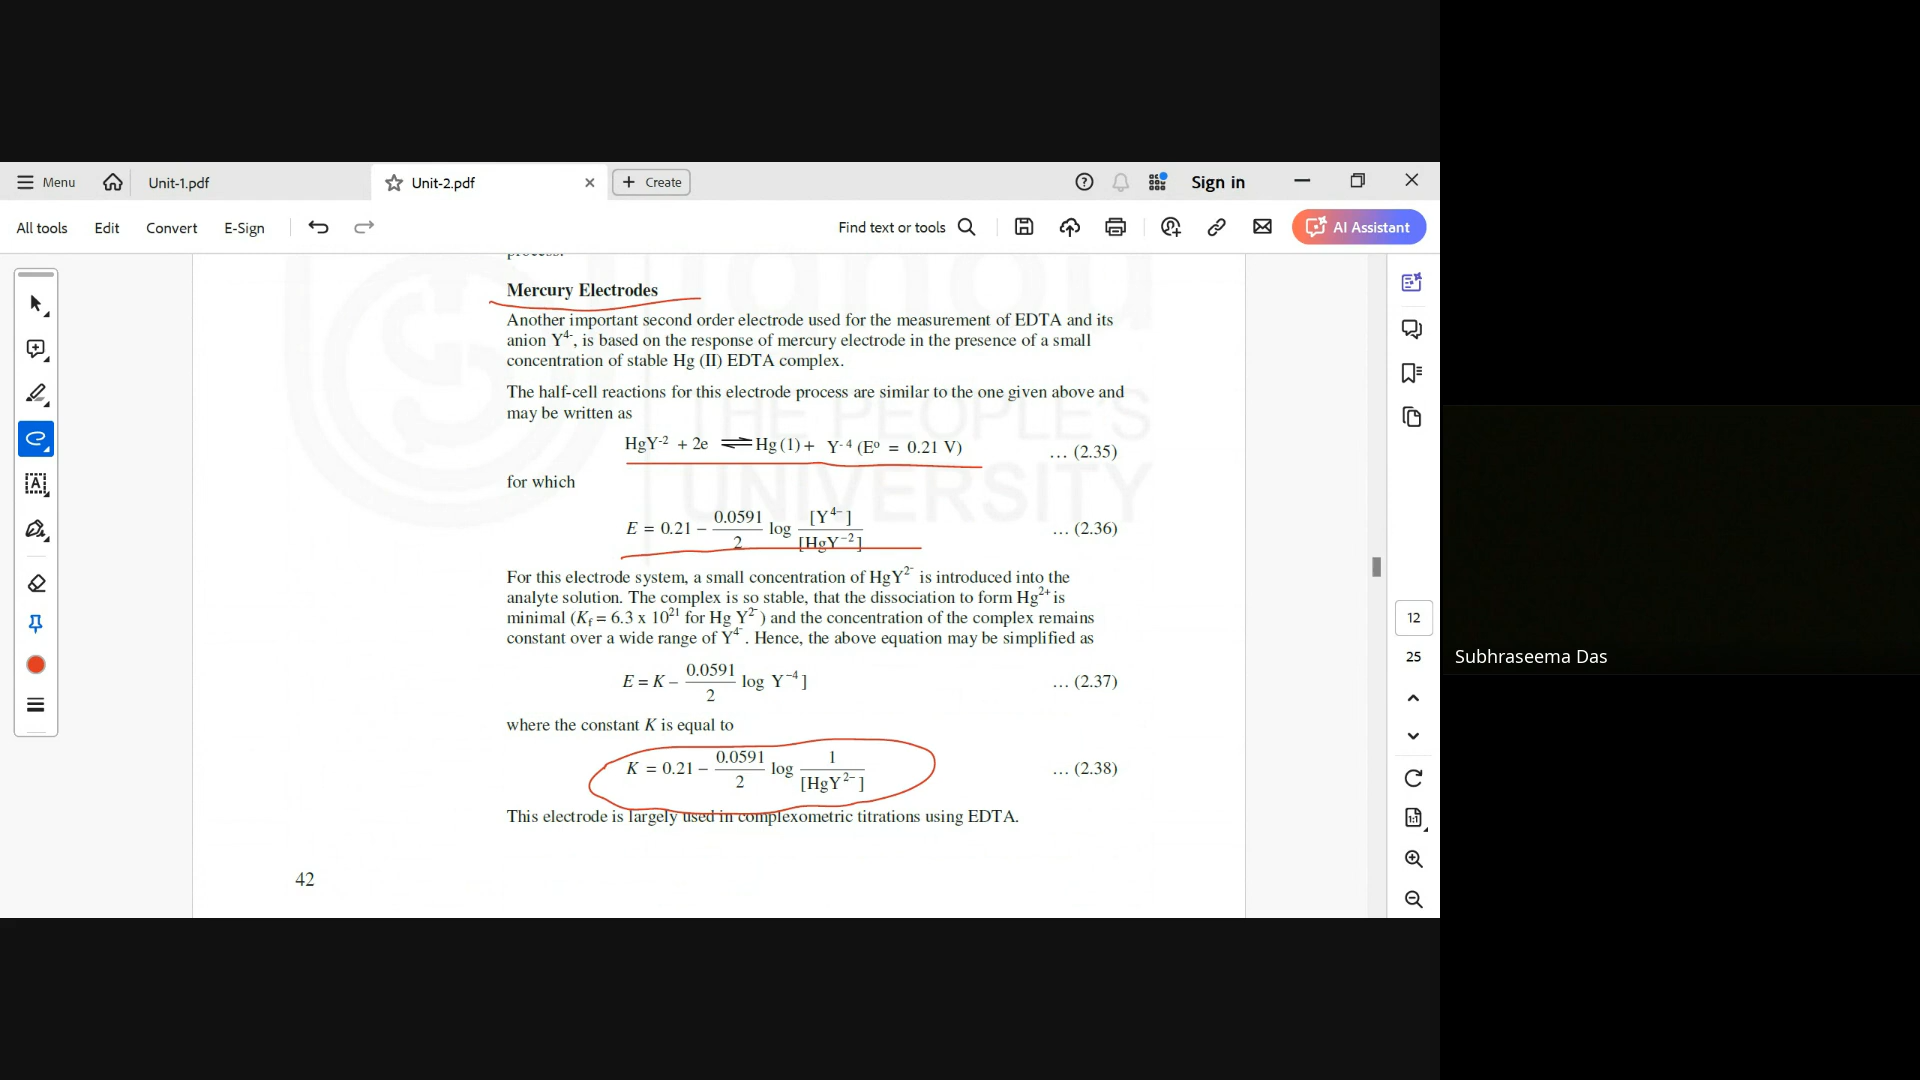 Menu
Unit-1.pdf
Unit-2.pdf
Create
Sign in
All tools
Edit
Convert
E-Sign
Find text or tools
AI Assistant
process.
Mercury Electrodes
Another important second order electrode used for the measurement of EDTA and its
anion Y⁴⁻, is based on the response of mercury electrode in the presence of a small
concentration of stable Hg (II) EDTA complex.
The half-cell reactions for this electrode process are similar to the one given above and
may be written as
HgY⁻² + 2e ⇌ Hg (l) + Y⁻⁴ (Eº = 0.21 V) … (2.35)
for which
E = 0.21 − 0.0591/2 log [Y⁴⁻]/[HgY⁻²] … (2.36)
For this electrode system, a small concentration of HgY²⁻ is introduced into the
analyte solution. The complex is so stable, that the dissociation to form Hg²⁺ is
minimal (K_f = 6.3 x 10²¹ for Hg Y²⁻) and the concentration of the complex remains
constant over a wide range of Y⁴⁻. Hence, the above equation may be simplified as
E = K − 0.0591/2 log Y⁻⁴] … (2.37)
where the constant K is equal to
K = 0.21 − 0.0591/2 log 1/[HgY²⁻] … (2.38)
This electrode is largely used in complexometric titrations using EDTA.
42
THE PEOPLE'S
UNIVERSITY
12
25
Subhraseema Das